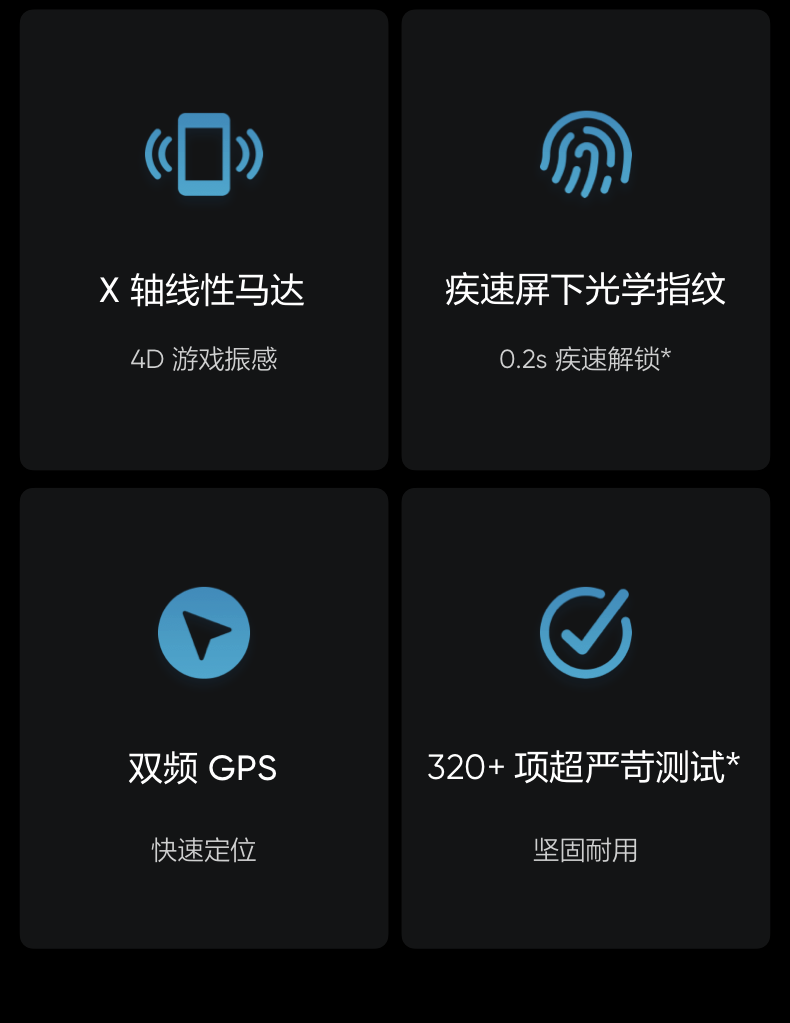 X 轴线性马达
4D 游戏振感
疾速屏下光学指纹
0.2s 疾速解锁*
双频 GPS
快速定位
320+ 项超严苛测试*
坚固耐用